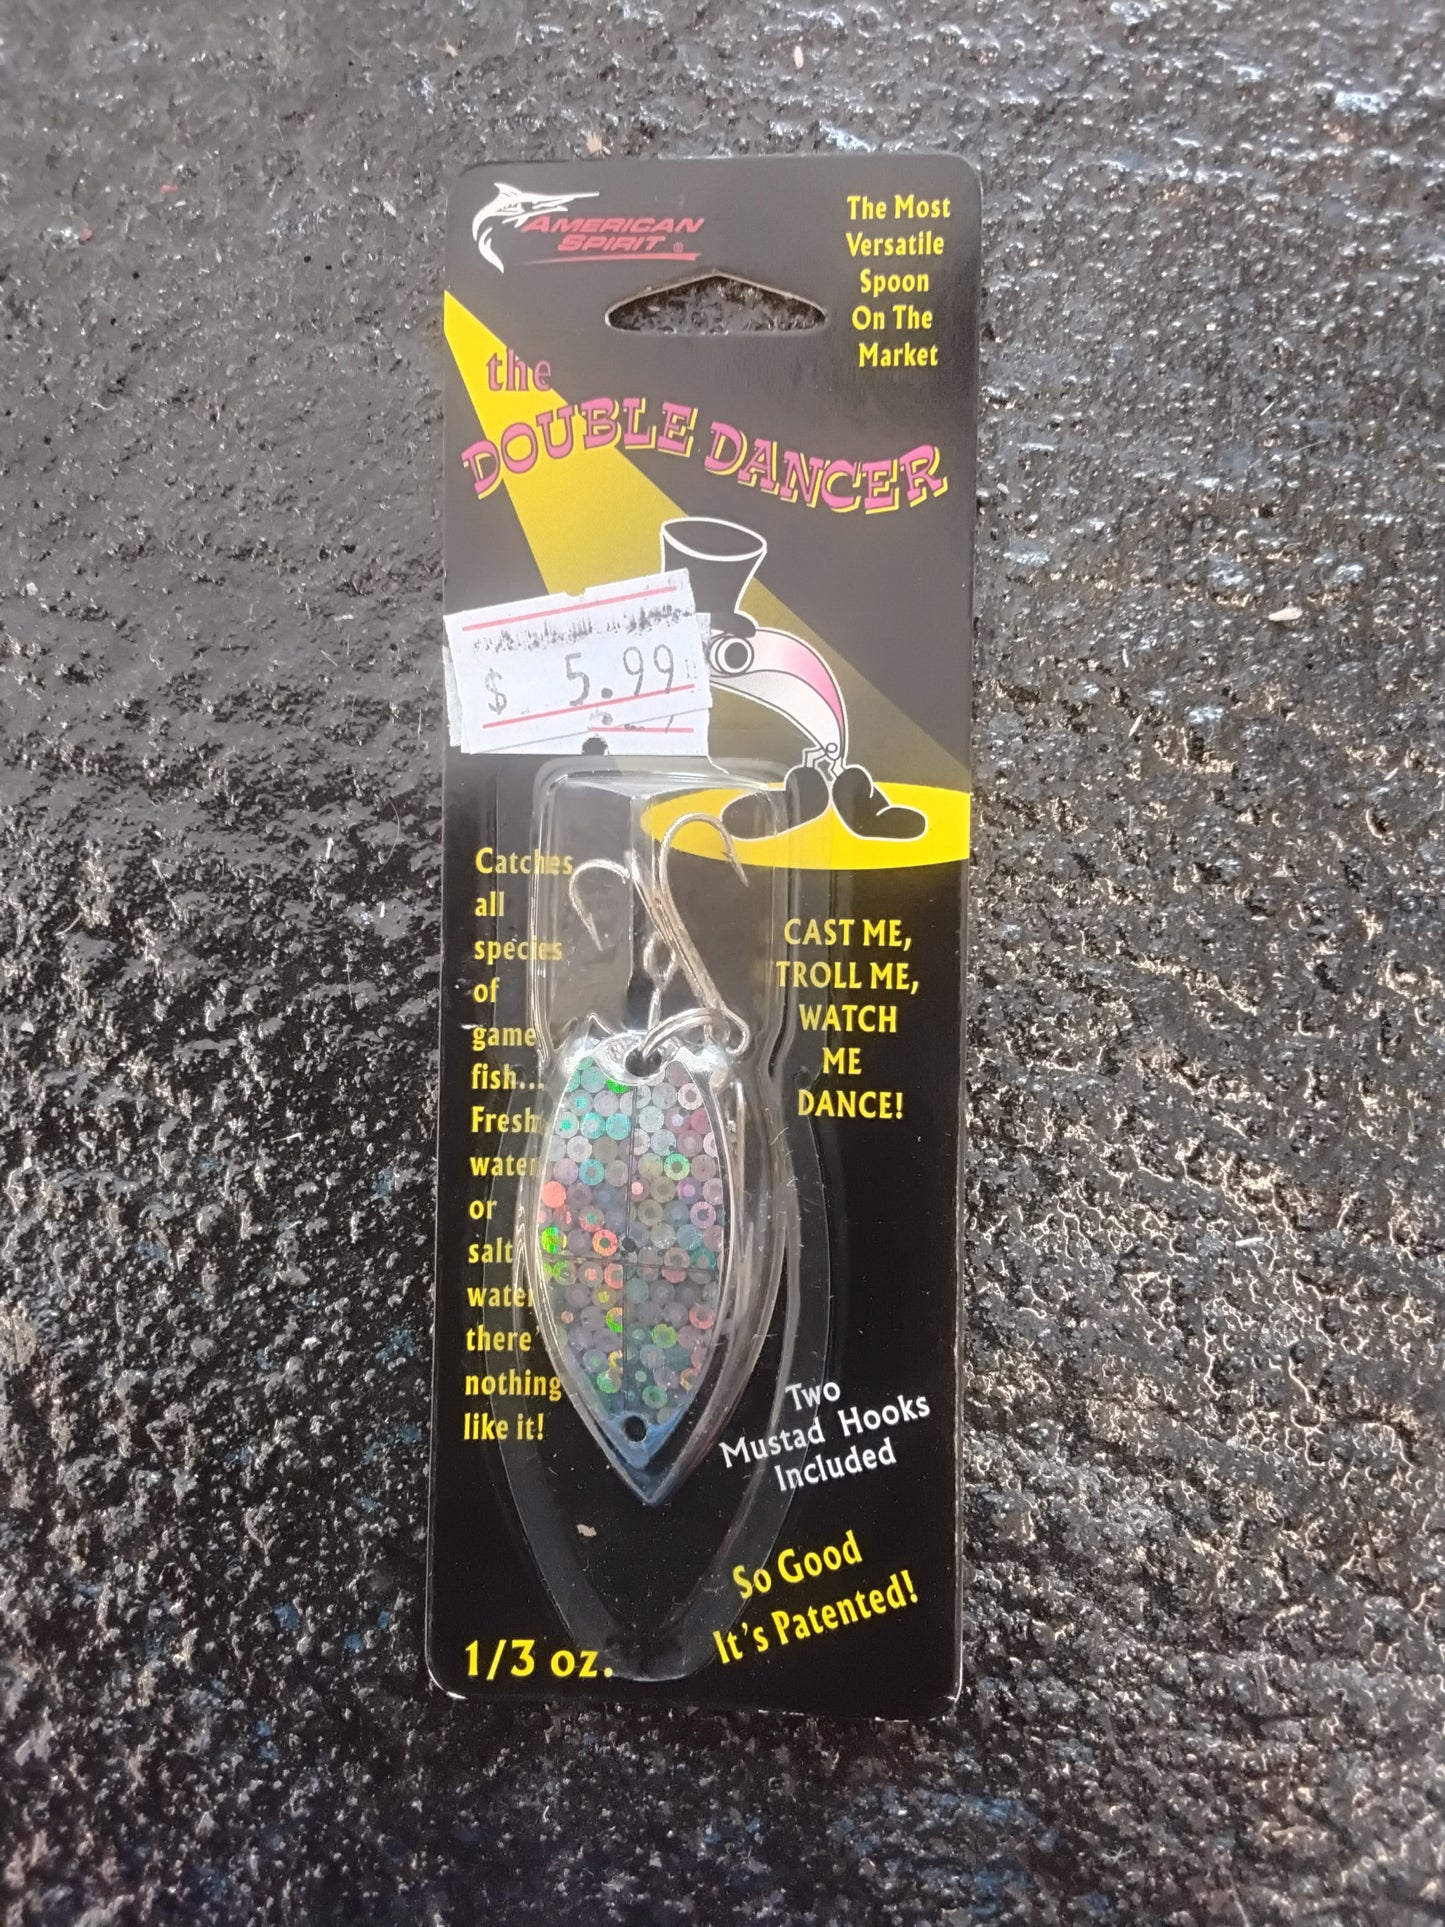 AMERICAN
SPIRIT ®
The Most
Versatile
Spoon
On The
Market
the
DOUBLE DANCER
$ 5.99
Catches
all
species
of
game
fish...
Fresh
water
or
salt
water
there
nothing
like it!
CAST ME,
TROLL ME,
WATCH
ME
DANCE!
Two
Mustad Hooks
Included
So Good
It's Patented!
1/3 oz.